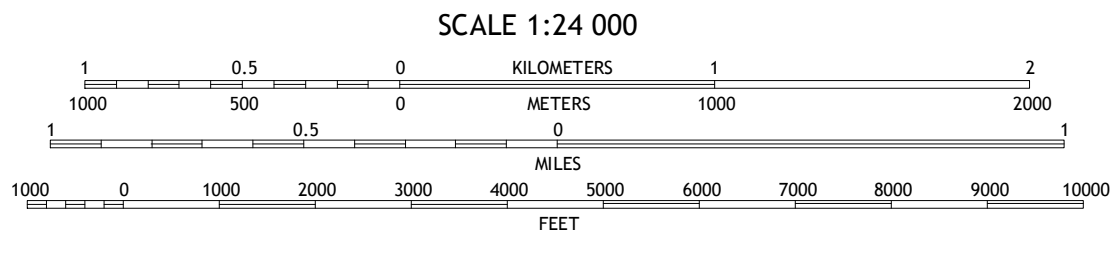 SCALE 1:24 000
1 0.5 0 KILOMETERS 1 2
1000 500 0 METERS 1000 2000
1 0.5 0 1
MILES
1000 0 1000 2000 3000 4000 5000 6000 7000 8000 9000 10000
FEET